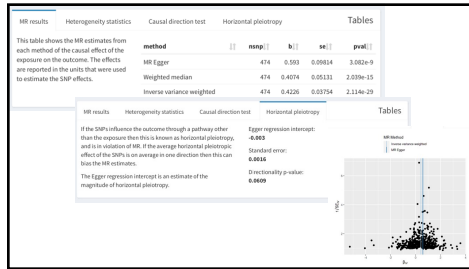 MR results Heterogeneity statistics Causal direction test Horizontal pleiotropy Tables
This table shows the MR estimates from
each method of the causal effect of the
exposure on the outcome. The effects
are reported in the units that were used
to estimate the SNP effects.
method nsnp b se pval
MR Egger 474 0.593 0.09814 3.082e-9
Weighted median 474 0.4074 0.05131 2.039e-15
Inverse variance weighted 474 0.4226 0.03754 2.114e-29
MR results Heterogeneity statistics Causal direction test Horizontal pleiotropy Tables
If the SNPs influence the outcome through a pathway other
than the exposure then this is known as horizontal pleiotropy,
and is in violation of MR. If the average horizontal pleiotropic
effect of the SNPs is on average in one direction then this can
bias the MR estimates.
The Egger regression intercept is an estimate of the
magnitude of horizontal pleiotropy.
Egger regression intercept:
-0.003
Standard error:
0.0016
Directionality p-value:
0.0609
MR Method
Inverse variance weighted
MR Egger